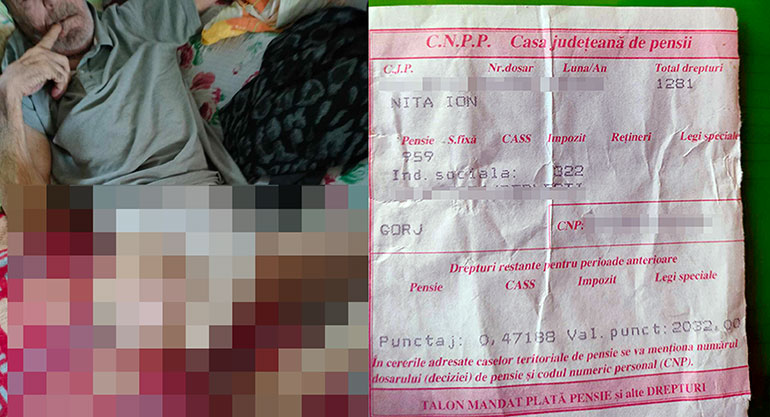 C.N.P.P. Casa județeană de pensii
C.J.P. Nr.dosar Luna/An Total drepturi
1281
NITA ION
Pensie S.fixă CASS Impozit Rețineri Legi speciale
959
Ind. sociala: 322
GORJ CNP:
Drepturi restante pentru perioade anterioare
Pensie CASS Impozit Legi speciale
Punctaj: 0,47188 Val. punct: 2032,00
În cererile adresate caselor teritoriale de pensie se va menționa numărul
dosarului (deciziei) de pensie și codul numeric personal (CNP).
TALON MANDAT PLATĂ PENSIE și alte DREPTURI